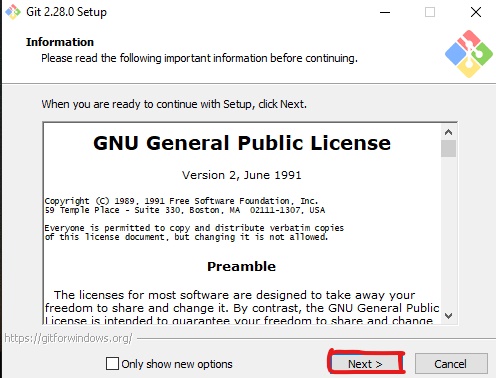 Git 2.28.0 Setup
Information
Please read the following important information before continuing.
When you are ready to continue with Setup, click Next.
GNU General Public License
Version 2, June 1991
Copyright (C) 1989, 1991 Free Software Foundation, Inc.
59 Temple Place - Suite 330, Boston, MA  02111-1307, USA
Everyone is permitted to copy and distribute verbatim copies
of this license document, but changing it is not allowed.
Preamble
The licenses for most software are designed to take away your
freedom to share and change it. By contrast, the GNU General Public
License is intended to guarantee your freedom to share and change
https://gitforwindows.org/
Only show new options
Next >
Cancel